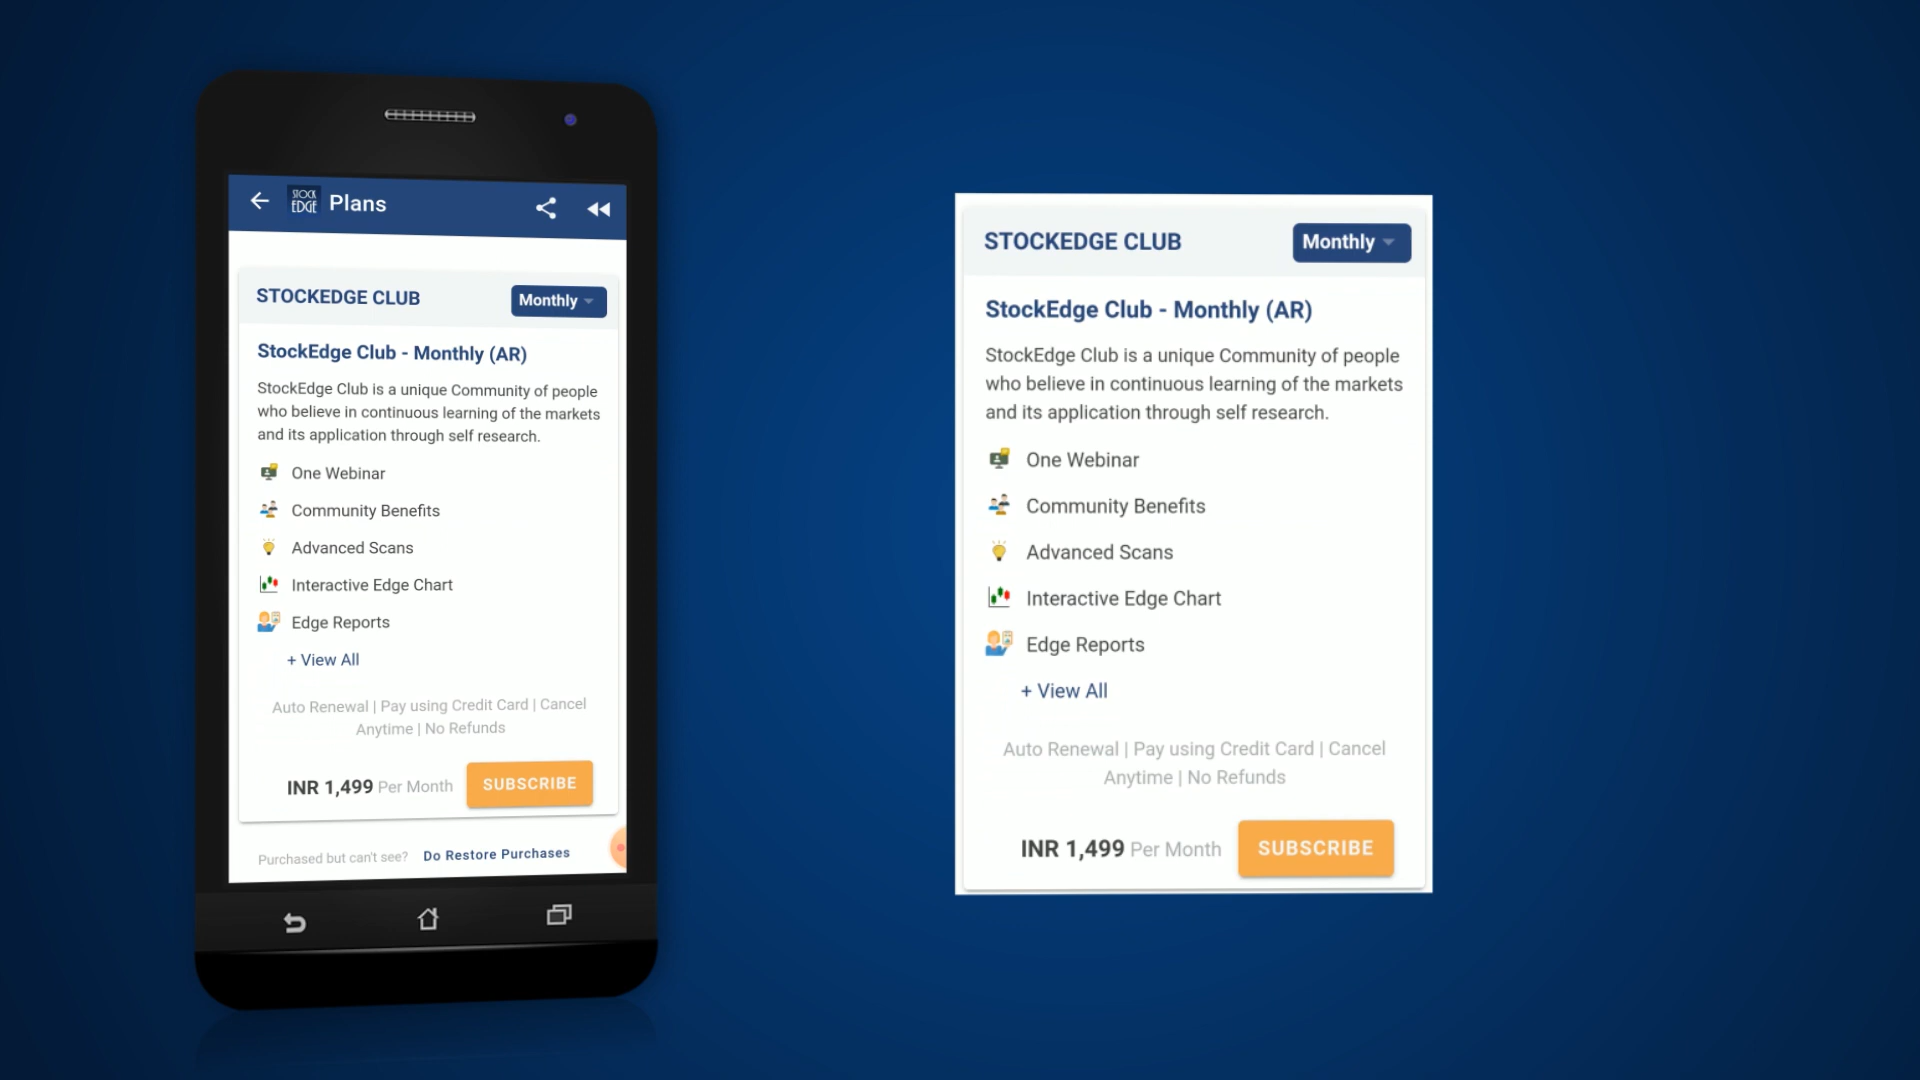 STOCK
EDGE
Plans
STOCKEDGE CLUB
Monthly
StockEdge Club - Monthly (AR)
StockEdge Club is a unique Community of people
who believe in continuous learning of the markets
and its application through self research.
One Webinar
Community Benefits
Advanced Scans
Interactive Edge Chart
Edge Reports
+ View All
Auto Renewal | Pay using Credit Card | Cancel
Anytime | No Refunds
INR 1,499 Per Month
SUBSCRIBE
Purchased but can't see? Do Restore Purchases
STOCKEDGE CLUB
Monthly
StockEdge Club - Monthly (AR)
StockEdge Club is a unique Community of people
who believe in continuous learning of the markets
and its application through self research.
One Webinar
Community Benefits
Advanced Scans
Interactive Edge Chart
Edge Reports
+ View All
Auto Renewal | Pay using Credit Card | Cancel
Anytime | No Refunds
INR 1,499 Per Month
SUBSCRIBE